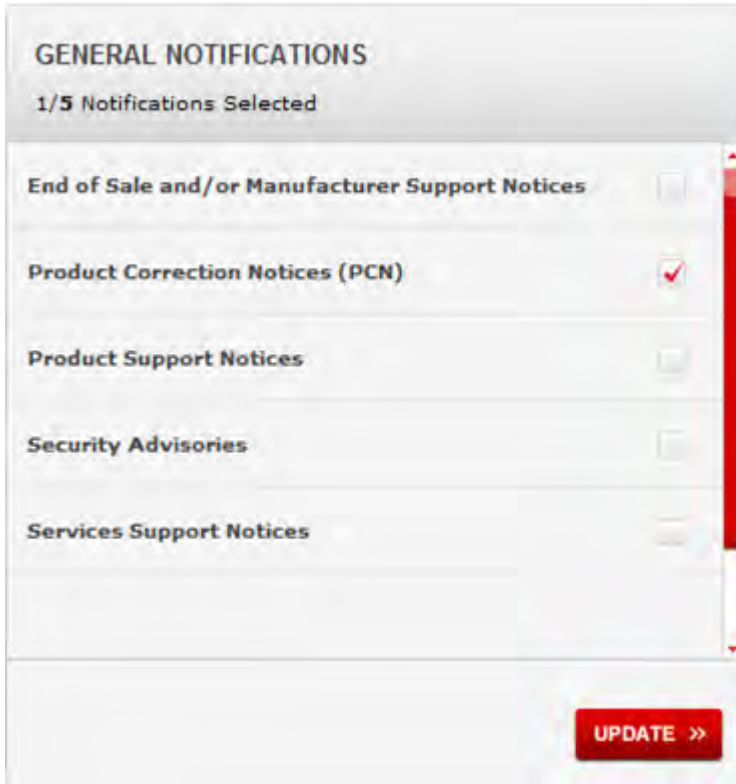 GENERAL NOTIFICATIONS
1/5 Notifications Selected
End of Sale and/or Manufacturer Support Notices
Product Correction Notices (PCN)
Product Support Notices
Security Advisories
Services Support Notices
UPDATE »